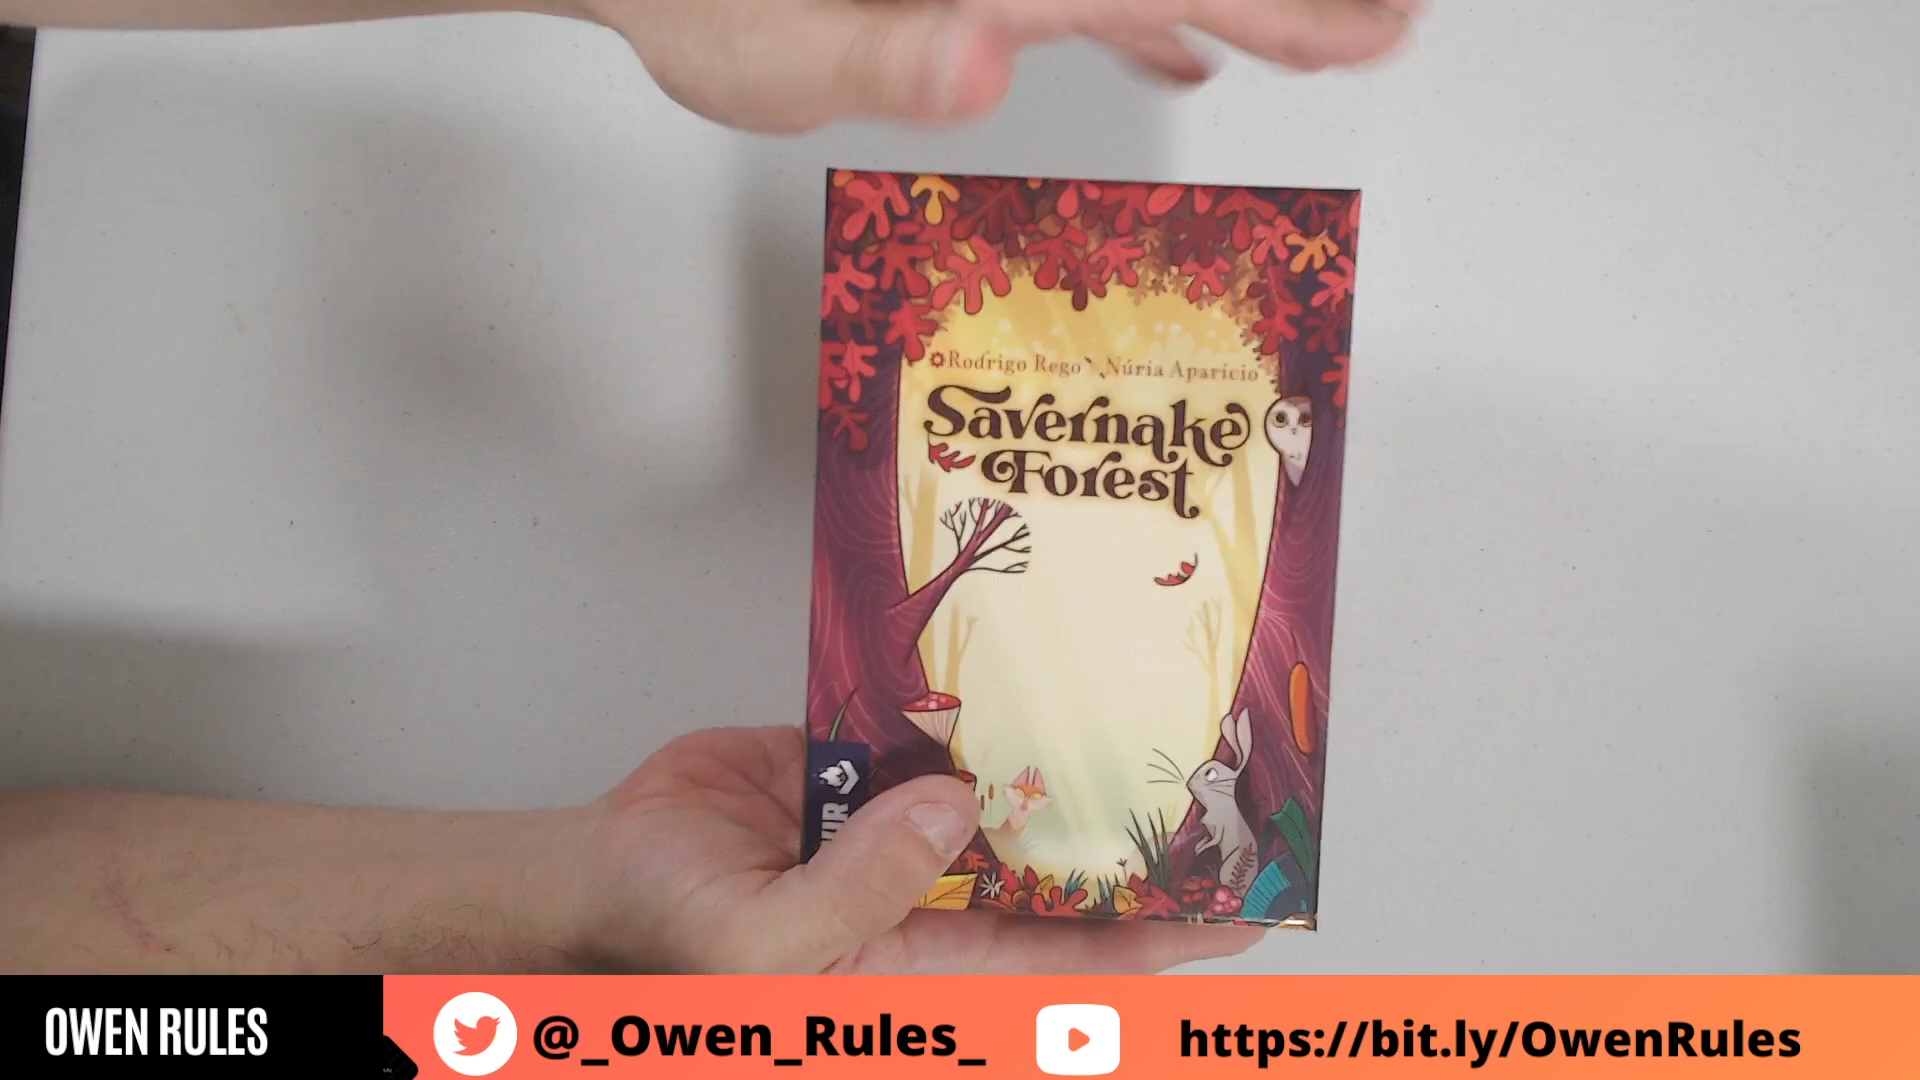 Rodrigo Rego Núria Aparicio
Savernake
Forest
OWEN RULES
@_Owen_Rules_
https://bit.ly/OwenRules